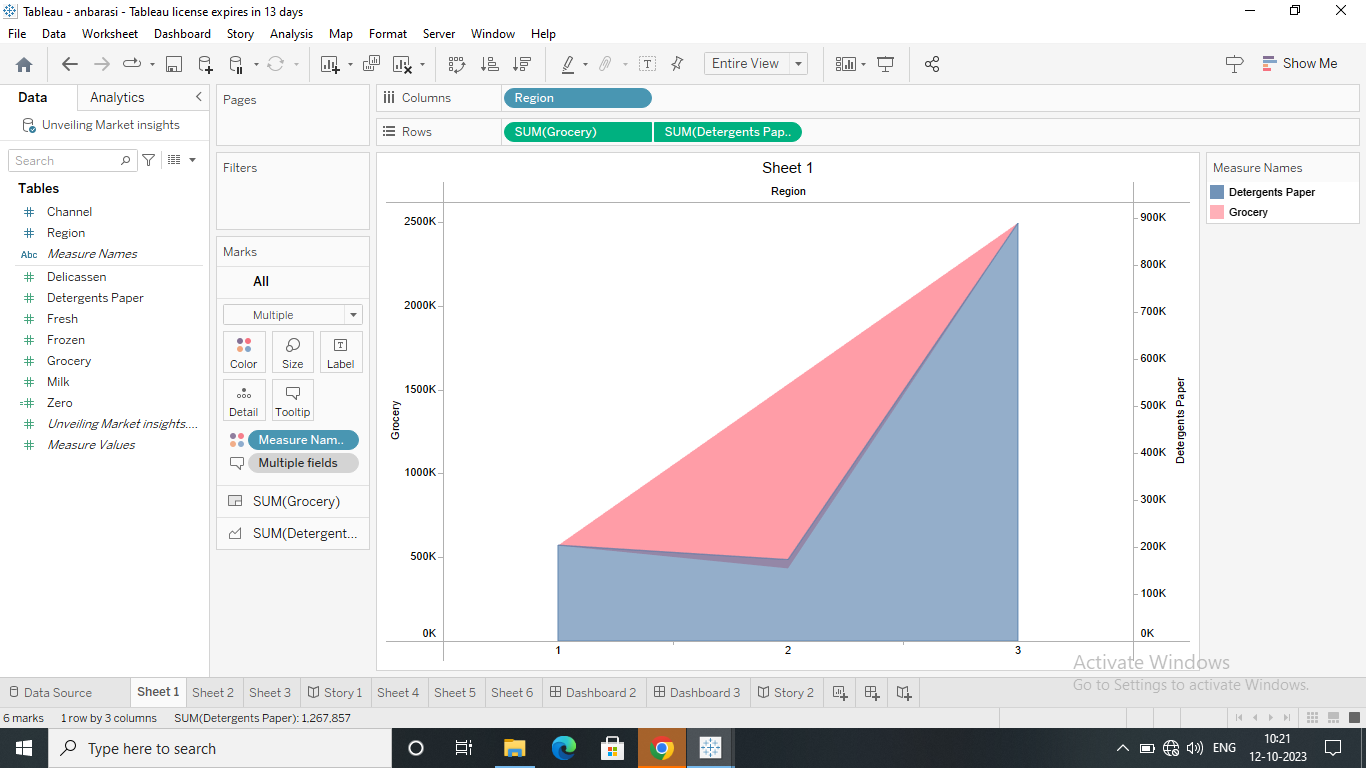 Tableau - anbarasi - Tableau license expires in 13 days
File Data Worksheet Dashboard Story Analysis Map Format Server Window Help
Entire View
Show Me
Data Analytics
Unveiling Market insights
Search
Tables
Channel
Region
Abc Measure Names
Delicassen
Detergents Paper
Fresh
Frozen
Grocery
Milk
Zero
Unveiling Market insights....
Measure Values
Pages
Filters
Marks
All
Multiple
Color Size Label
Detail Tooltip
Measure Nam..
Multiple fields
SUM(Grocery)
SUM(Detergent...
Columns Region
Rows SUM(Grocery) SUM(Detergents Pap..
Sheet 1
Region
2500K
2000K
1500K
1000K
500K
0K
Grocery
900K
800K
700K
600K
500K
400K
300K
200K
100K
0K
Detergents Paper
1 2 3
Measure Names
Detergents Paper
Grocery
Activate Windows
Go to Settings to activate Windows.
Data Source Sheet 1 Sheet 2 Sheet 3 Story 1 Sheet 4 Sheet 5 Sheet 6 Dashboard 2 Dashboard 3 Story 2
6 marks 1 row by 3 columns SUM(Detergents Paper): 1,267,857
Type here to search
ENG
10:21
12-10-2023